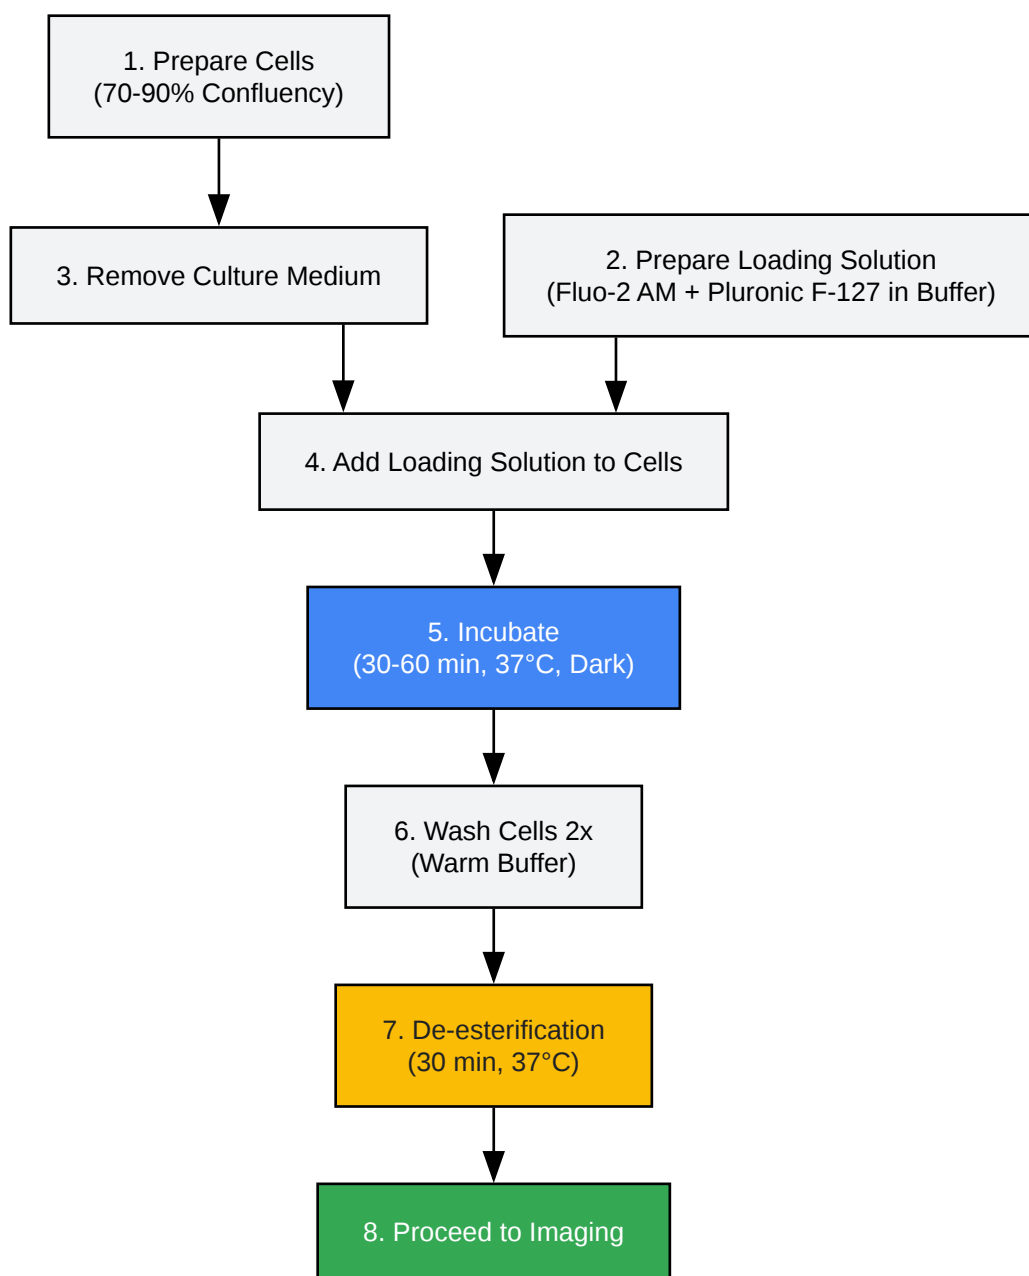 1. Prepare Cells
(70-90% Confluency)
2. Prepare Loading Solution
(Fluo-2 AM + Pluronic F-127 in Buffer)
3. Remove Culture Medium
4. Add Loading Solution to Cells
5. Incubate
(30-60 min, 37°C, Dark)
6. Wash Cells 2x
(Warm Buffer)
7. De-esterification
(30 min, 37°C)
8. Proceed to Imaging